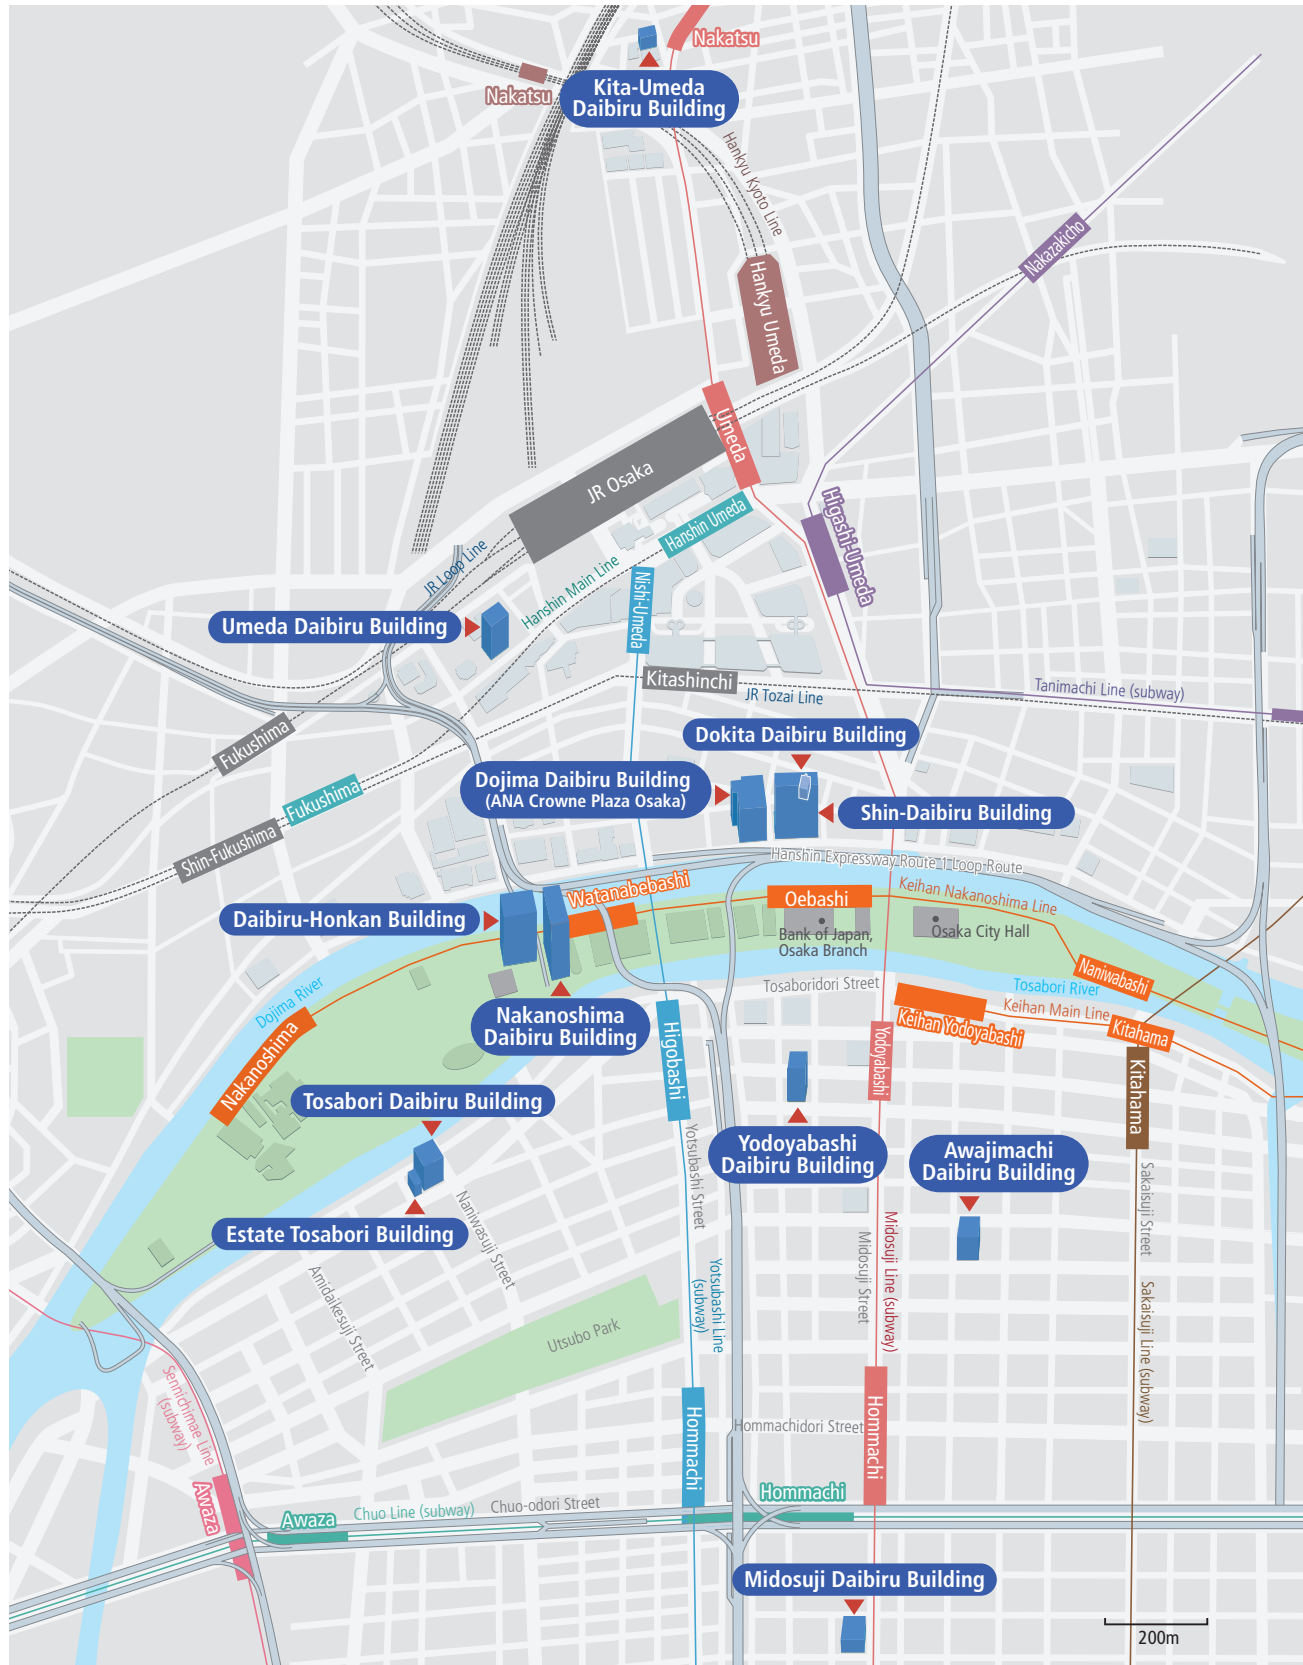 Nakatsu
Nakatsu
Kita-Umeda
Daibiru Building
Hankyu Kyoto Line
Nakazakicho
Hankyu Umeda
Umeda
JR Osaka
Hanshin Umeda
Higashi-Umeda
JR Loop Line
Hanshin Main Line
Nishi-Umeda
Umeda Daibiru Building
Kitashinchi
JR Tozai Line
Tanimachi Line (subway)
Fukushima
Dokita Daibiru Building
Dojima Daibiru Building
(ANA Crowne Plaza Osaka)
Fukushima
Shin-Daibiru Building
Shin-Fukushima
Hanshin Expressway Route 1 Loop Route
Watanabebashi
Oebashi
Keihan Nakanoshima Line
Daibiru-Honkan Building
Bank of Japan,
Osaka Branch
Osaka City Hall
Naniwabashi
Dojima River
Tosaboridori Street
Tosabori River
Keihan Main Line
Nakanoshima
Daibiru Building
Keihan Yodoyabashi
Kitahama
Nakanoshima
Higobashi
Yodoyabashi
Kitahama
Tosabori Daibiru Building
Yodoyabashi
Daibiru Building
Awajimachi
Daibiru Building
Yotsubashi Street
Sakaisuji Street
Naniwasuji Street
Estate Tosabori Building
Midosuji Street
Midosuji Line (subway)
Yotsubashi Line
(subway)
Amidaikesuji Street
Sakaisuji Line (subway)
Utsubo Park
Sennichimae Line
(subway)
Hommachi
Hommachidori Street
Hommachi
Awaza
Awaza
Chuo Line (subway)
Chuo-odori Street
Hommachi
Midosuji Daibiru Building
200m